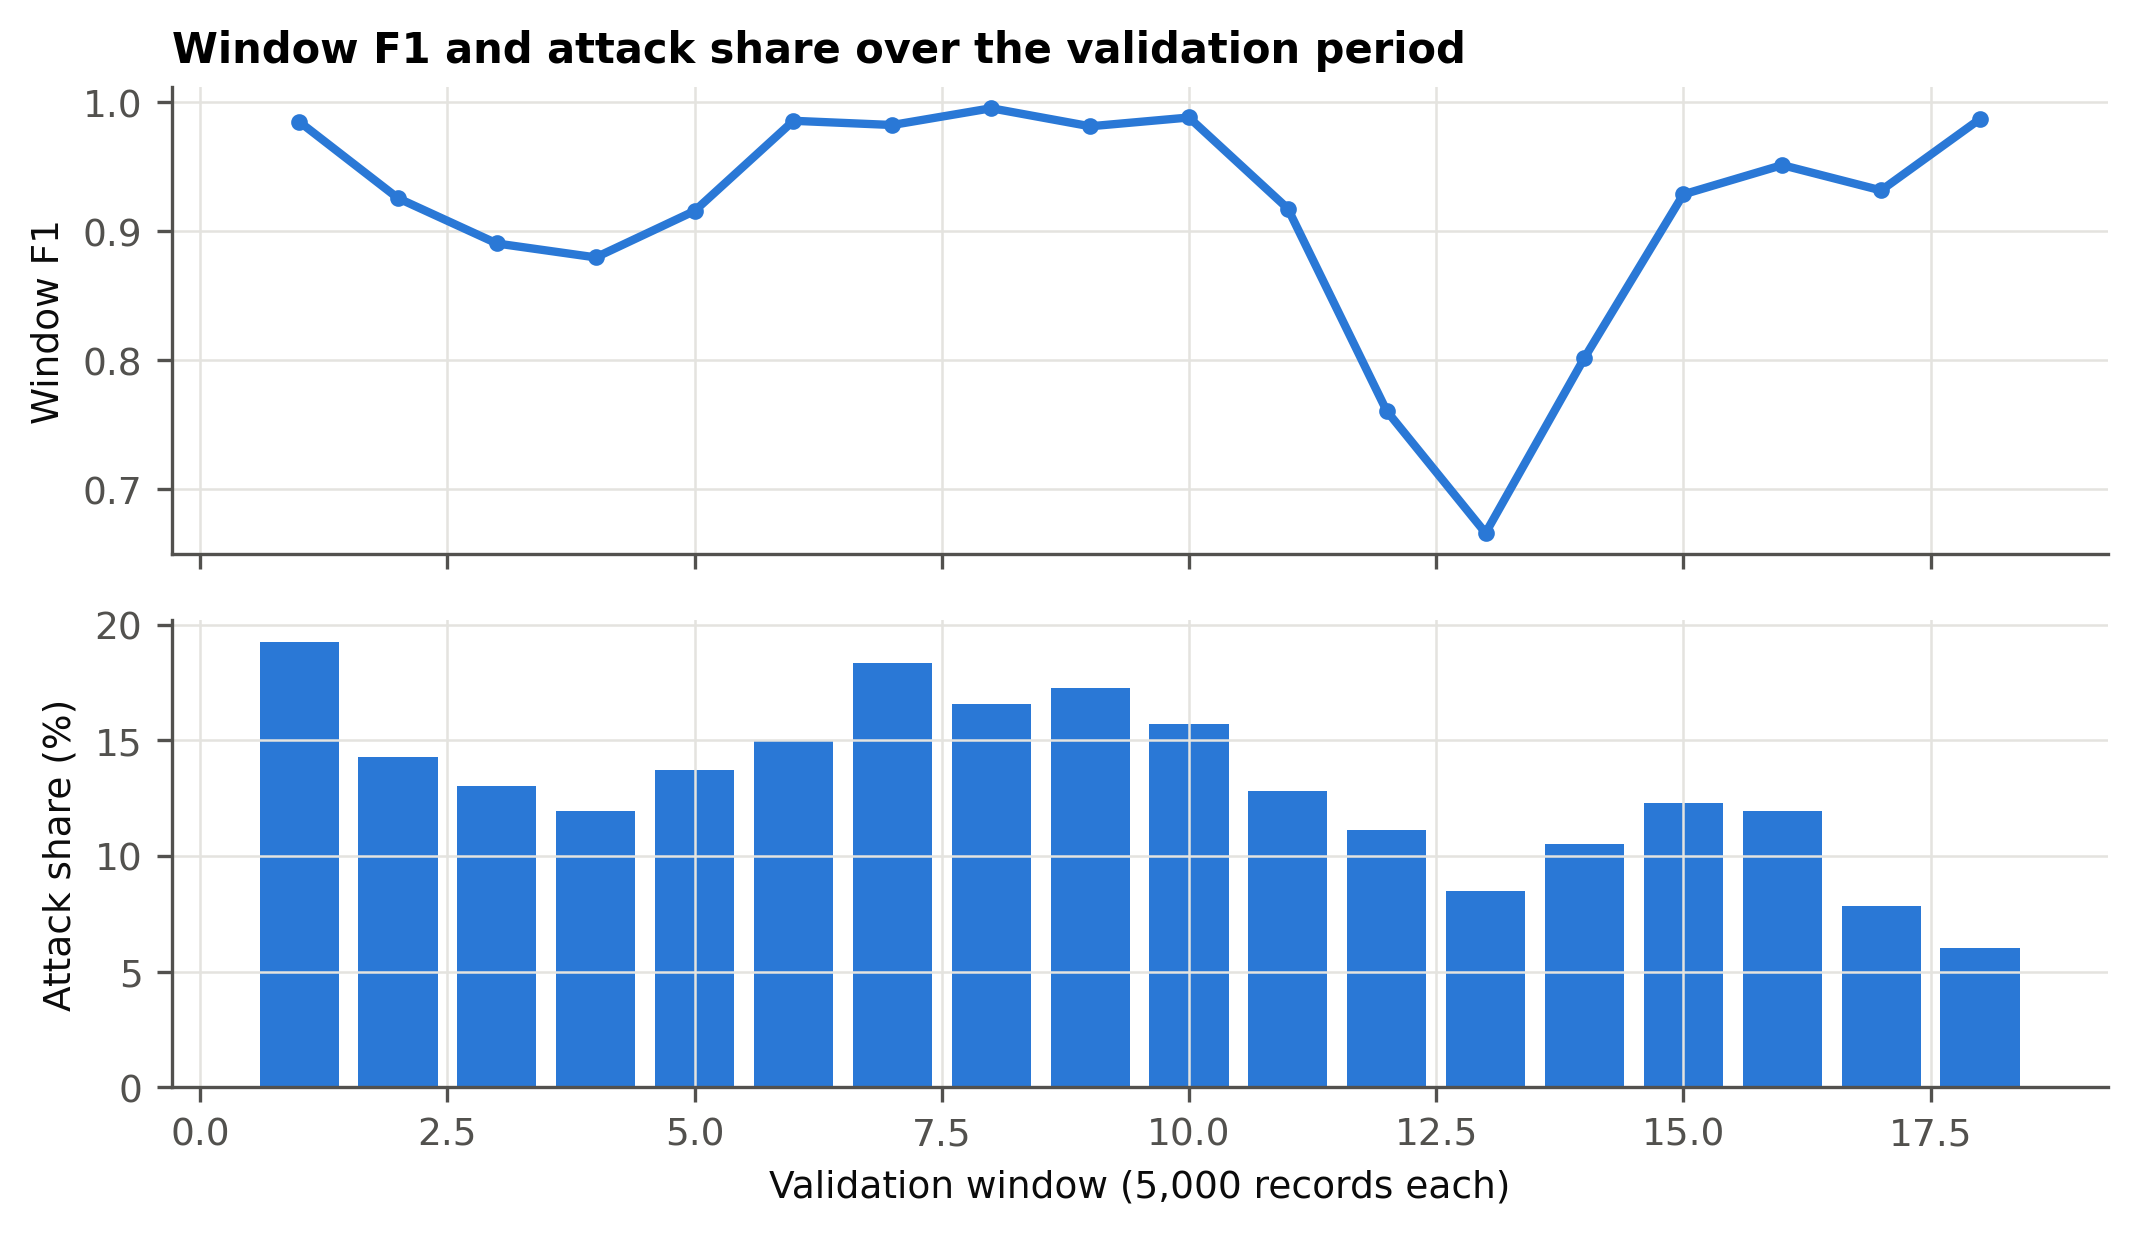 Window F1 and attack share over the validation period
Window F1
1.0
0.9
0.8
0.7
Attack share (%)
20
15
10
5
0
0.0 2.5 5.0 7.5 10.0 12.5 15.0 17.5
Validation window (5,000 records each)